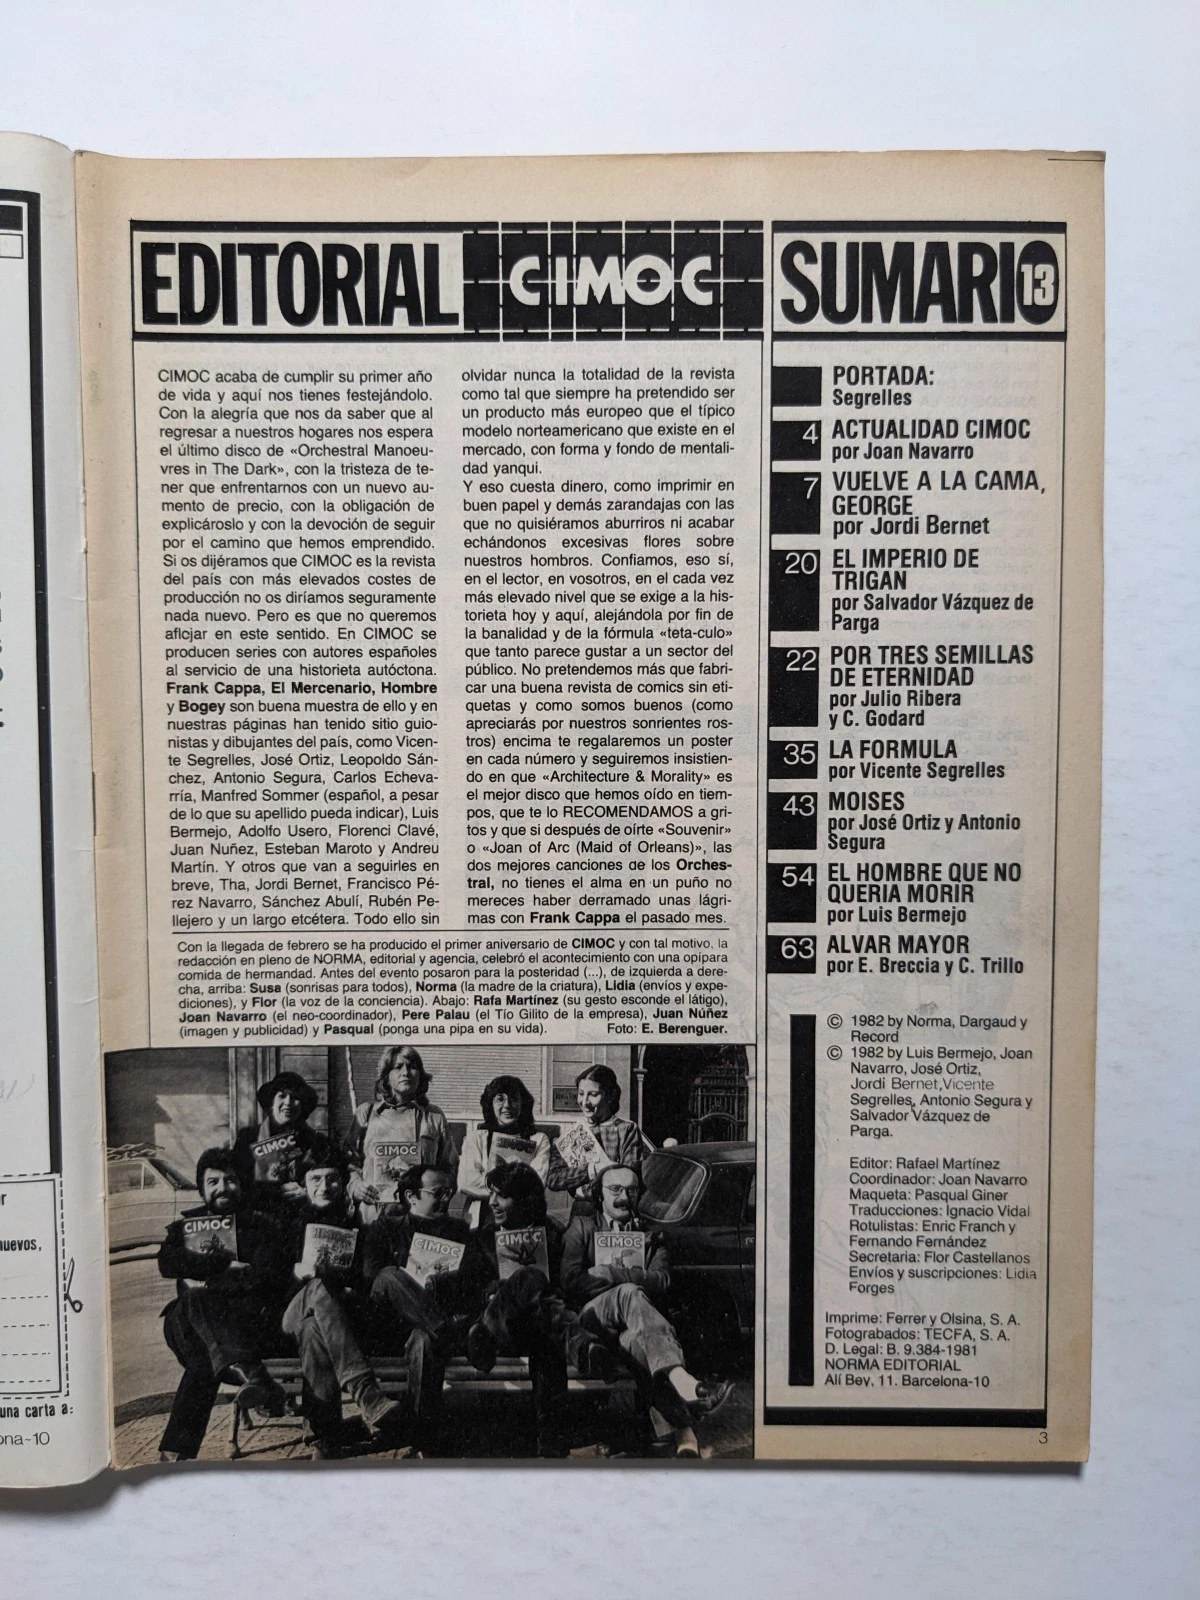 EDITORIAL
CIMOC
CIMOC acaba de cumplir su primer año
de vida y aquí nos tienes festejándolo.
Con la alegría que nos da saber que al
regresar a nuestros hogares nos espera
el último disco de «Orchestral Manoeu-
vres in The Dark», con la tristeza de te-
ner que enfrentarnos con un nuevo au-
mento de precio, con la obligación de
explicároslo y con la devoción de seguir
por el camino que hemos emprendido.
Si os dijéramos que CIMOC es la revista
del país con más elevados costes de
producción no os diríamos seguramente
nada nuevo. Pero es que no queremos
aflojar en este sentido. En CIMOC se
producen series con autores españoles
al servicio de una historieta autóctona.
Frank Cappa, El Mercenario, Hombre
y Bogey son buena muestra de ello y en
nuestras páginas han tenido sitio guio-
nistas y dibujantes del país, como Vicen-
te Segrelles, José Ortiz, Leopoldo Sán-
chez, Antonio Segura, Carlos Echeva-
rría, Manfred Sommer (español, a pesar
de lo que su apellido pueda indicar), Luis
Bermejo, Adolfo Usero, Florenci Clavé,
Juan Nuñez, Esteban Maroto y Andreu
Martín. Y otros que van a seguirles en
breve, Tha, Jordi Bernet, Francisco Pé-
rez Navarro, Sánchez Abulí, Rubén Pe-
llejero y un largo etcétera. Todo ello sin
olvidar nunca la totalidad de la revista
como tal que siempre ha pretendido ser
un producto más europeo que el típico
modelo norteamericano que existe en el
mercado, con forma y fondo de mentali-
dad yanqui.
Y eso cuesta dinero, como imprimir en
buen papel y demás zarandajas con las
que no quisiéramos aburriros ni acabar
echándonos excesivas flores sobre
nuestros hombros. Confiamos, eso sí,
en el lector, en vosotros, en el cada vez
más elevado nivel que se exige a la his-
torieta hoy y aquí, alejándola por fin de
la banalidad y de la fórmula «teta-culo»
que tanto parece gustar a un sector del
público. No pretendemos más que fabri-
car una buena revista de comics sin eti-
quetas y como somos buenos (como
apreciarás por nuestros sonrientes ros-
tros) encima te regalaremos un poster
en cada número y seguiremos insistien-
do en que «Architecture & Morality» es
el mejor disco que hemos oído en tiem-
pos, que te lo RECOMENDAMOS a gri-
tos y que si después de oírte «Souvenir»
o «Joan of Arc (Maid of Orleans)», las
dos mejores canciones de los Orches-
tral, no tienes el alma en un puño no
mereces haber derramado unas lágri-
mas con Frank Cappa el pasado mes.
Con la llegada de febrero se ha producido el primer aniversario de CIMOC y con tal motivo, la
redacción en pleno de NORMA, editorial y agencia, celebró el acontecimiento con una opípara
comida de hermandad. Antes del evento posaron para la posteridad (...), de izquierda a dere-
cha, arriba: Susa (sonrisas para todos), Norma (la madre de la criatura), Lidia (envíos y expe-
diciones), y Flor (la voz de la conciencia). Abajo: Rafa Martínez (su gesto esconde el látigo),
Joan Navarro (el neo-coordinador), Pere Palau (el Tío Gilito de la empresa), Juan Núñez
(imagen y publicidad) y Pasqual (ponga una pipa en su vida). Foto: E. Berenguer.
CIMOC
CIMOC
CIMOC
CIMOC
CIMOC
CIMOC
CIMOC
SUMARIO 13
PORTADA:
Segrelles
4 ACTUALIDAD CIMOC
por Joan Navarro
7 VUELVE A LA CAMA,
GEORGE
por Jordi Bernet
20 EL IMPERIO DE
TRIGAN
por Salvador Vázquez de
Parga
22 POR TRES SEMILLAS
DE ETERNIDAD
por Julio Ribera
y C. Godard
35 LA FORMULA
por Vicente Segrelles
43 MOISES
por José Ortiz y Antonio
Segura
54 EL HOMBRE QUE NO
QUERIA MORIR
por Luis Bermejo
63 ALVAR MAYOR
por E. Breccia y C. Trillo
© 1982 by Norma, Dargaud y
Record
© 1982 by Luis Bermejo, Joan
Navarro, José Ortiz,
Jordi Bernet,Vicente
Segrelles, Antonio Segura y
Salvador Vázquez de
Parga.
Editor: Rafael Martínez
Coordinador: Joan Navarro
Maqueta: Pasqual Giner
Traducciones: Ignacio Vidal
Rotulistas: Enric Franch y
Fernando Fernández
Secretaria: Flor Castellanos
Envíos y suscripciones: Lidia
Forges
Imprime: Ferrer y Olsina, S. A.
Fotograbados: TECFA, S. A.
D. Legal: B. 9.384-1981
NORMA EDITORIAL
Alí Bey, 11. Barcelona-10
3
una carta a: